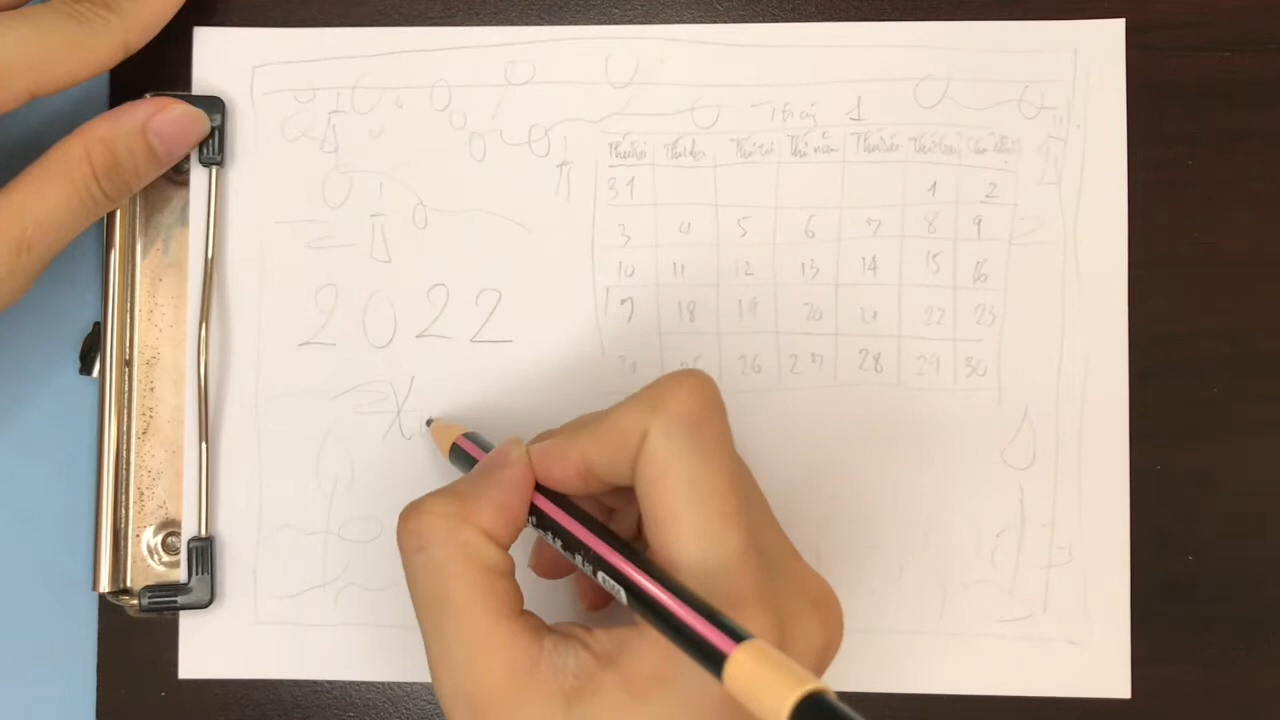 Tháng 1
Thứ hai Thứ ba Thứ tư Thứ năm Thứ sáu Thứ bảy Chủ nhật
31 1 2
3 4 5 6 7 8 9
10 11 12 13 14 15 16
17 18 19 20 21 22 23
26 27 28 29 30
2022
X